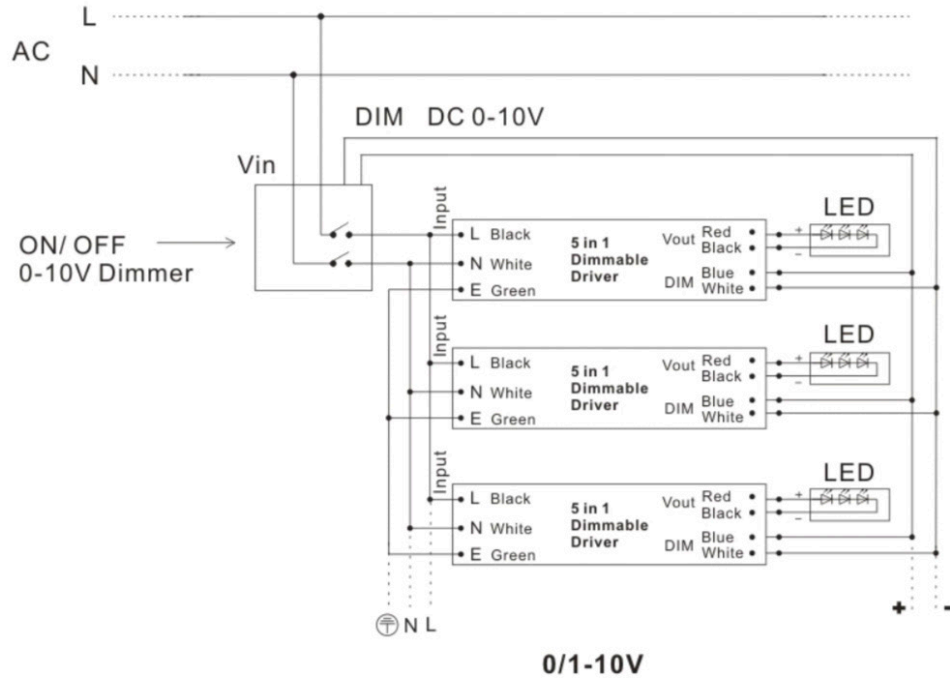 L
AC
N
DIM DC 0-10V
Vin
ON/ OFF
0-10V Dimmer
Input
L Black
N White
E Green
5 in 1
Dimmable
Driver
Vout Red
Black
DIM Blue
White
LED
+
–
Input
L Black
N White
E Green
5 in 1
Dimmable
Driver
Vout Red
Black
DIM Blue
White
LED
+
–
Input
L Black
N White
E Green
5 in 1
Dimmable
Driver
Vout Red
Black
DIM Blue
White
LED
+
–
N L
+ -
0/1-10V